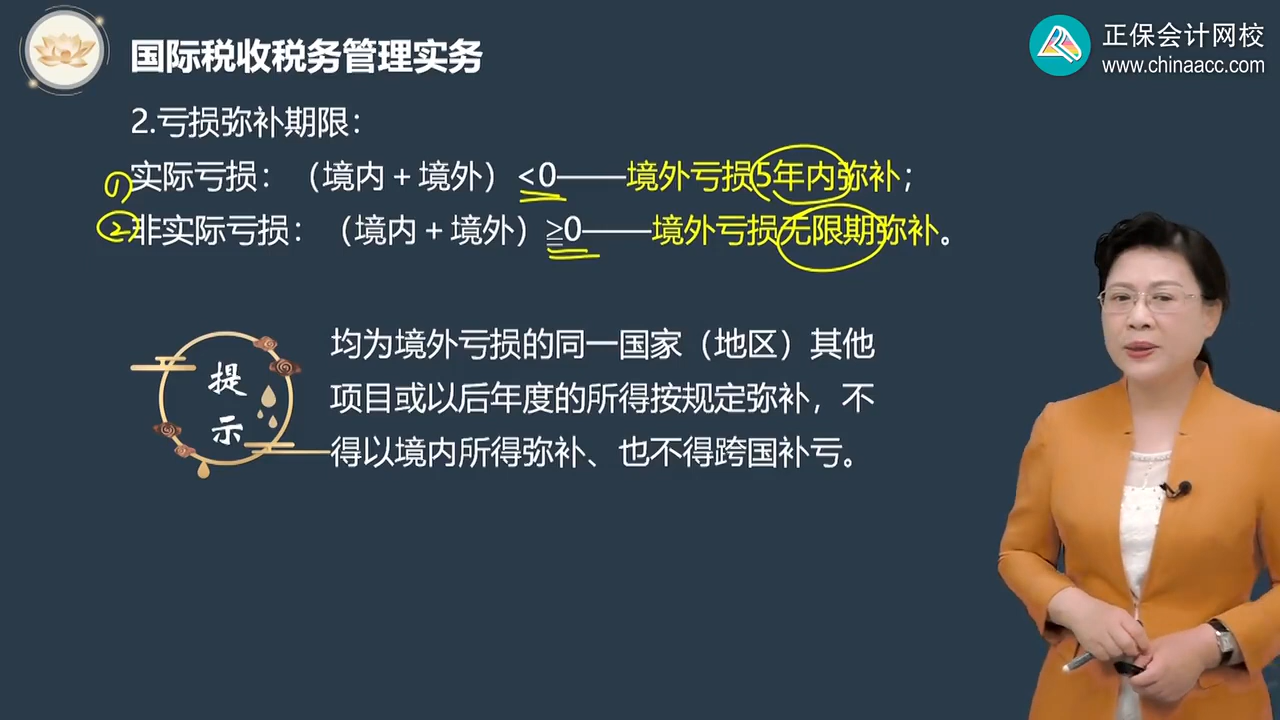 国际税收税务管理实务
正保会计网校
www.chinaacc.com
2.亏损弥补期限：
① 实际亏损：（境内+境外）<0——境外亏损5年内弥补；
② 非实际亏损：（境内+境外）≧0——境外亏损无限期弥补。
提示
均为境外亏损的同一国家（地区）其他
项目或以后年度的所得按规定弥补，不
得以境内所得弥补、也不得跨国补亏。